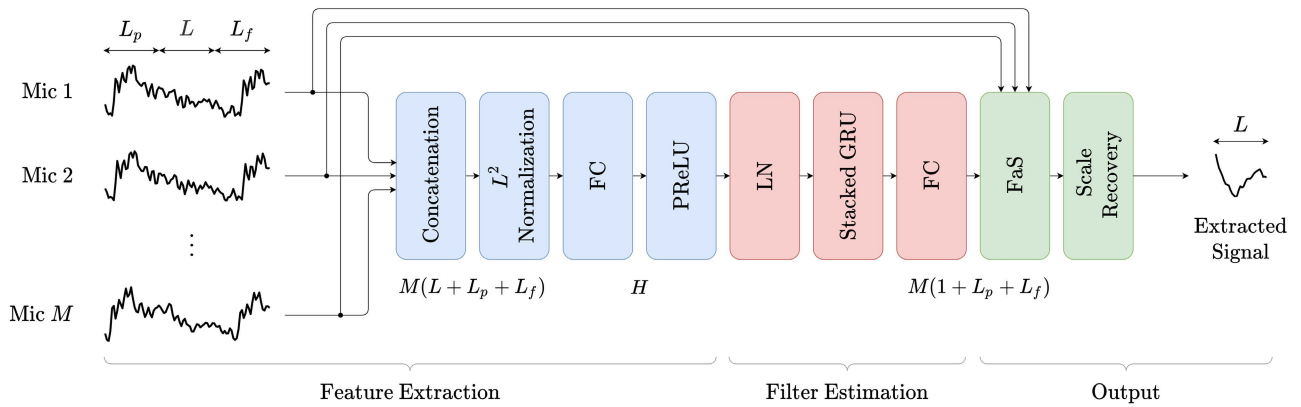 L_p L L_f
Mic 1
Mic 2
⋮
Mic M
Concatenation
L^2
Normalization
FC
PReLU
LN
Stacked GRU
FC
FaS
Scale
Recovery
L
Extracted
Signal
M(L + L_p + L_f)
H
M(1 + L_p + L_f)
Feature Extraction
Filter Estimation
Output